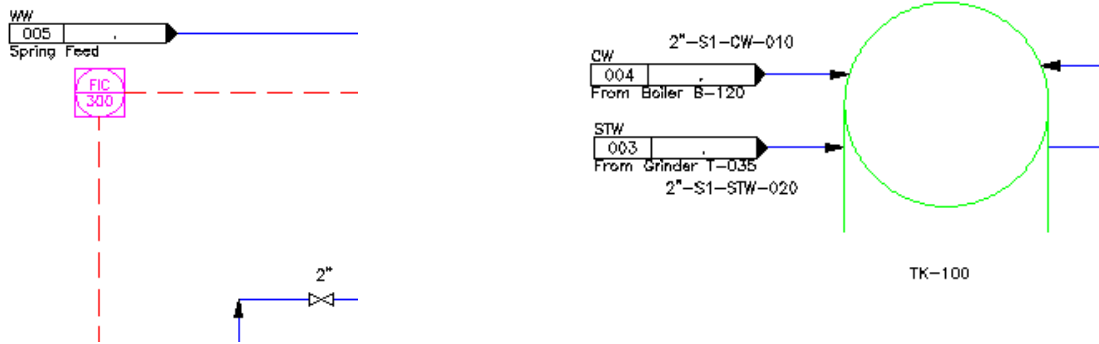 WW
005
Spring Feed
FIC
300
2"
2"-S1-CW-010
CW
004
From Boiler B-120
STW
003
From Grinder T-035
2"-S1-STW-020
TK-100